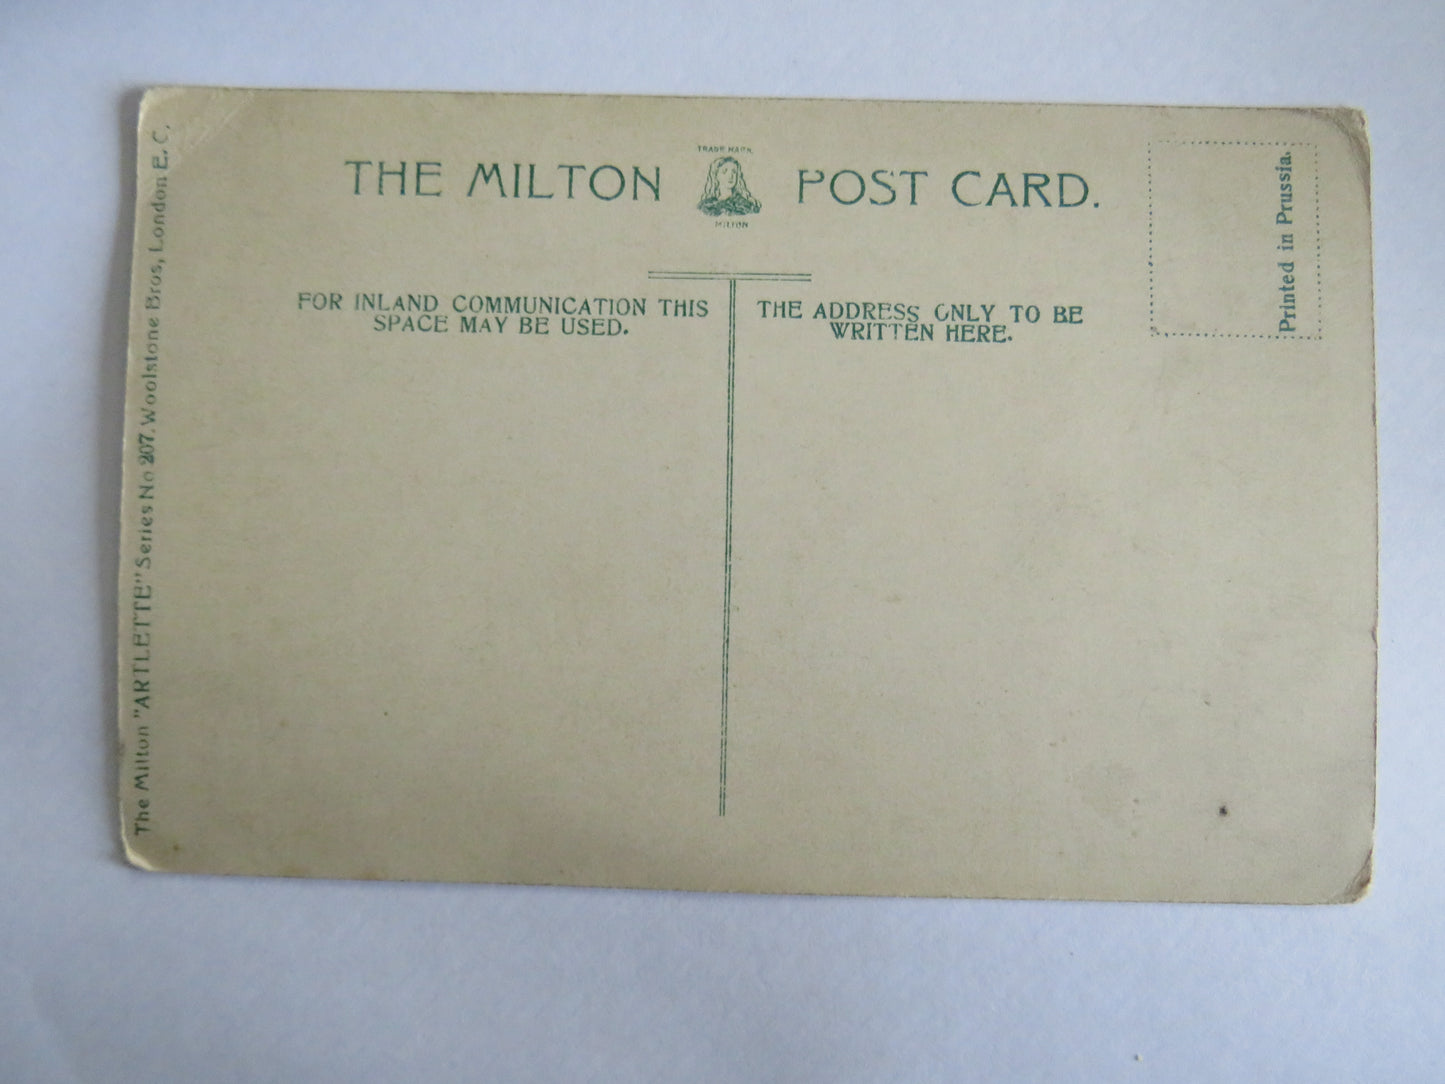 THE MILTON POST CARD.
TRADE MARK.
MILTON
FOR INLAND COMMUNICATION THIS
SPACE MAY BE USED.
THE ADDRESS ONLY TO BE
WRITTEN HERE.
Printed in Prussia.
The Milton "ARTLETTE" Series No 207. Woolstone Bros, London E. C.